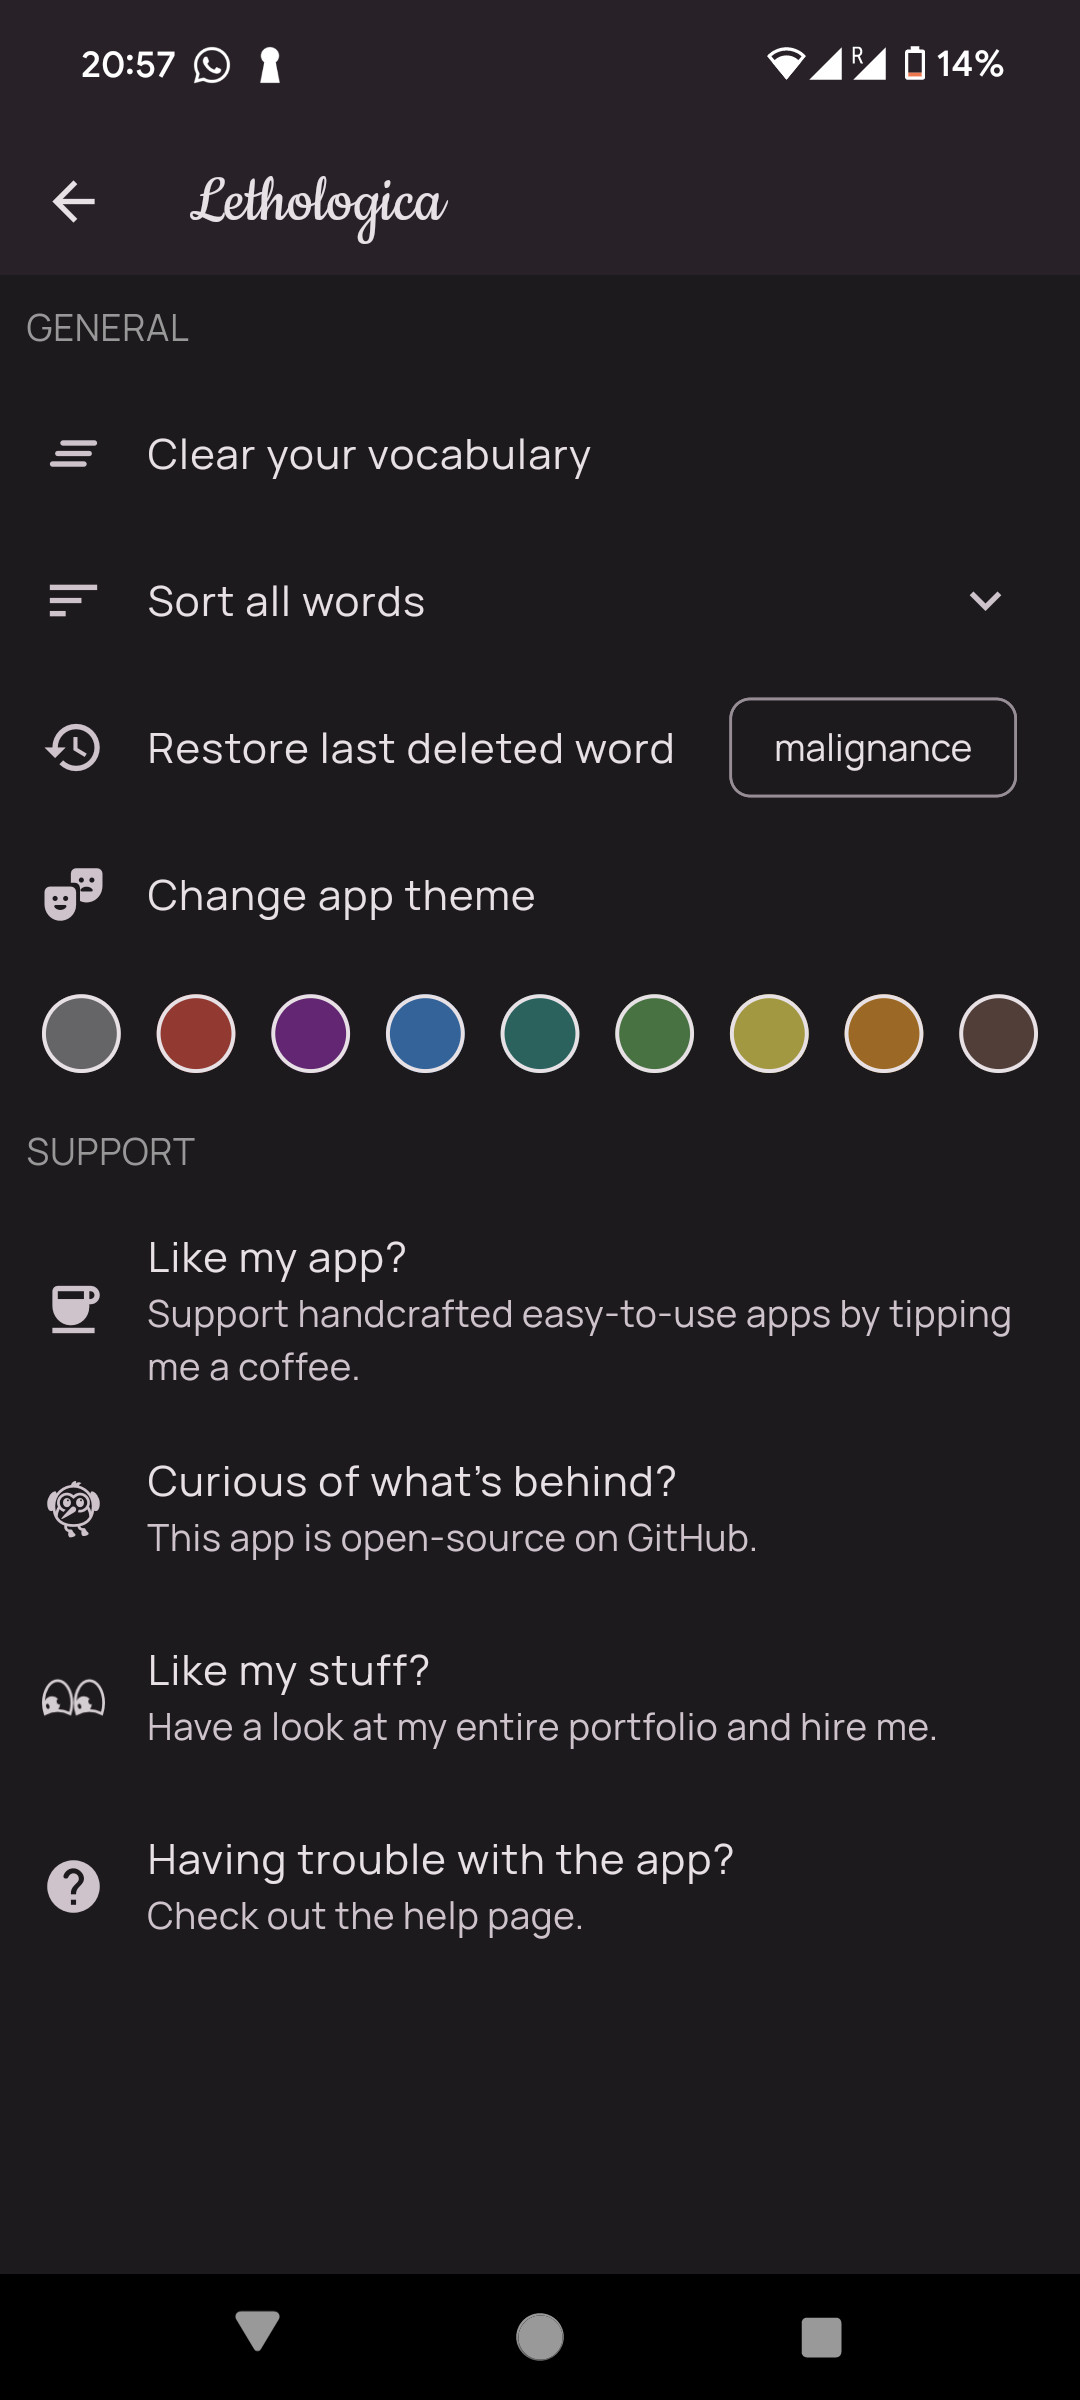 20:57
R
14%
Lethologica
GENERAL
Clear your vocabulary
Sort all words
Restore last deleted word
malignance
Change app theme
SUPPORT
Like my app?
Support handcrafted easy-to-use apps by tipping
me a coffee.
Curious of what's behind?
This app is open-source on GitHub.
Like my stuff?
Have a look at my entire portfolio and hire me.
Having trouble with the app?
Check out the help page.